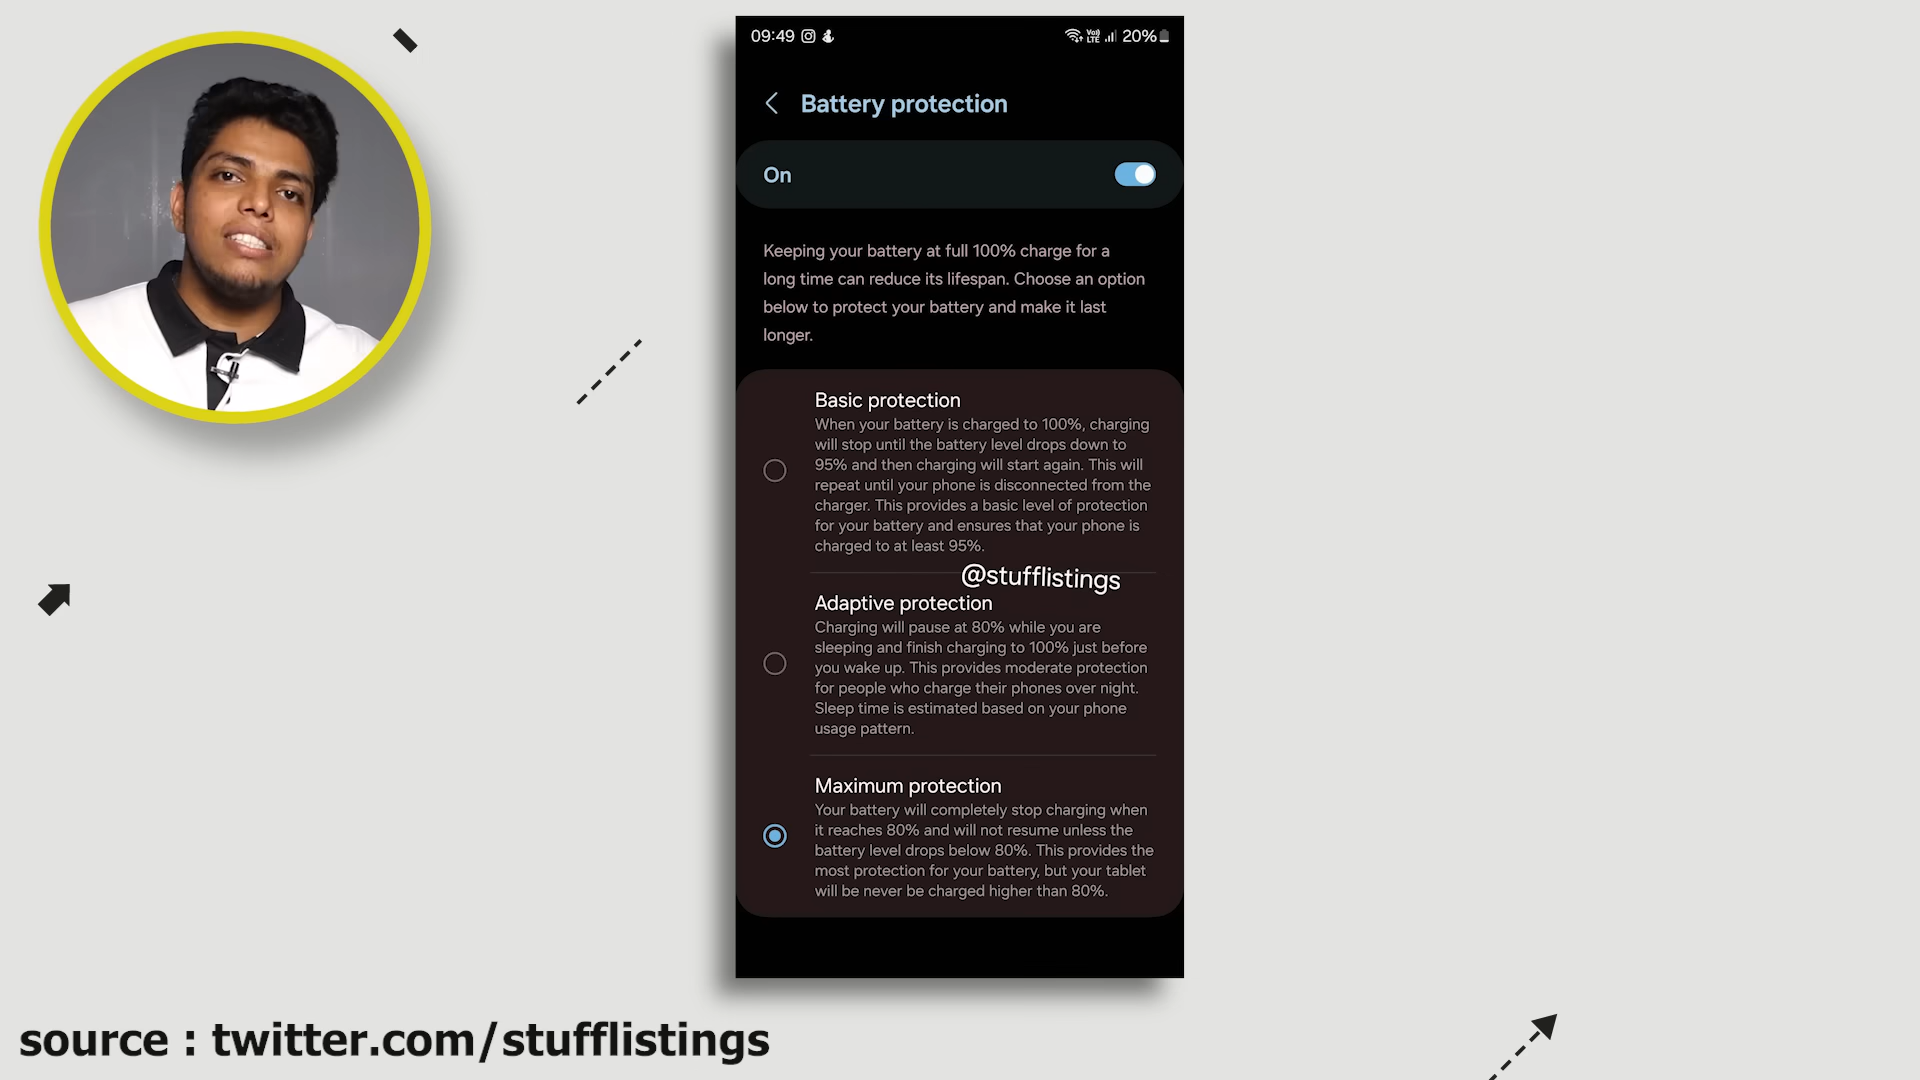 09:49
Vo)) LTE 20%
Battery protection
On
Keeping your battery at full 100% charge for a
long time can reduce its lifespan. Choose an option
below to protect your battery and make it last
longer.
Basic protection
When your battery is charged to 100%, charging
will stop until the battery level drops down to
95% and then charging will start again. This will
repeat until your phone is disconnected from the
charger. This provides a basic level of protection
for your battery and ensures that your phone is
charged to at least 95%.
@stufflistings
Adaptive protection
Charging will pause at 80% while you are
sleeping and finish charging to 100% just before
you wake up. This provides moderate protection
for people who charge their phones over night.
Sleep time is estimated based on your phone
usage pattern.
Maximum protection
Your battery will completely stop charging when
it reaches 80% and will not resume unless the
battery level drops below 80%. This provides the
most protection for your battery, but your tablet
will be never be charged higher than 80%.
source : twitter.com/stufflistings